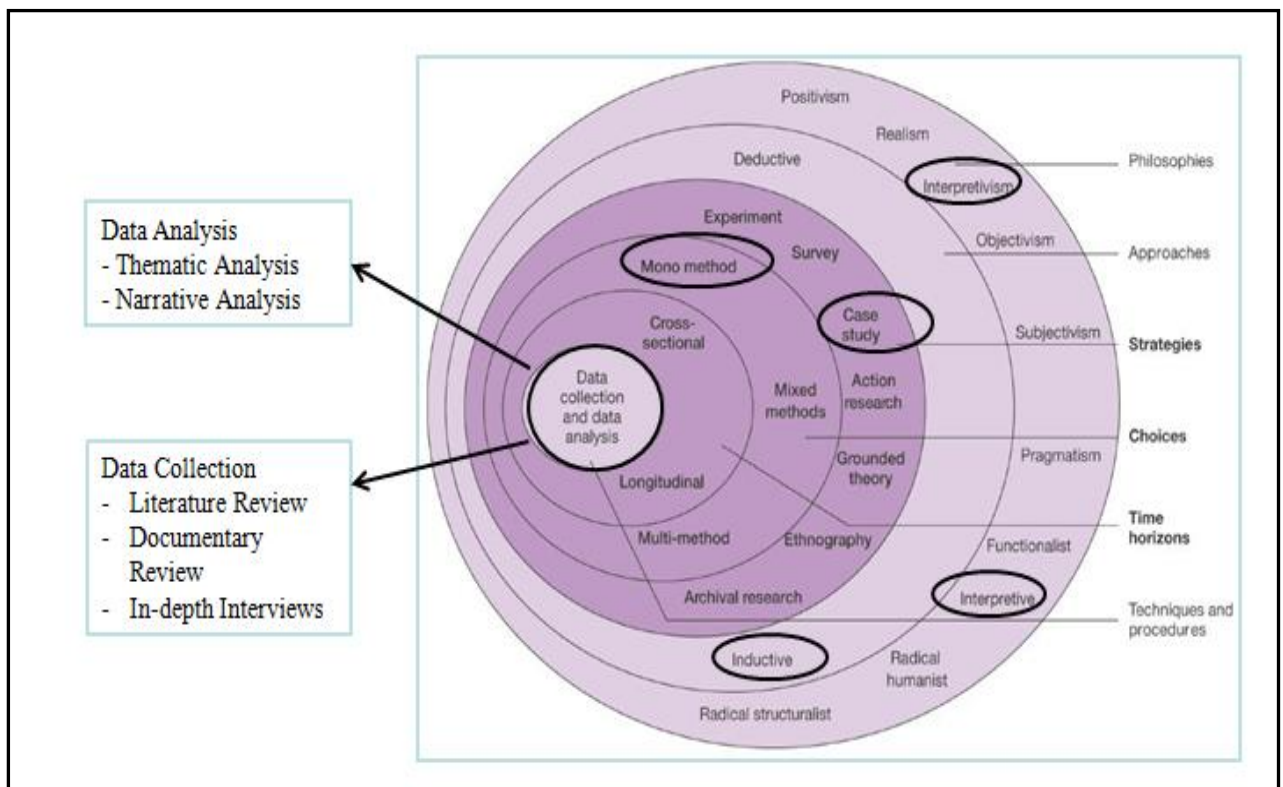 Data Analysis
- Thematic Analysis
- Narrative Analysis
Data Collection
- Literature Review
- Documentary
Review
- In-depth Interviews
Positivism
Realism
Interpretivism
Objectivism
Subjectivism
Pragmatism
Functionalist
Interpretive
Radical
humanist
Radical structuralist
Deductive
Inductive
Experiment
Survey
Case
study
Action
research
Grounded
theory
Ethnography
Archival research
Mono method
Mixed
methods
Multi-method
Cross-
sectional
Longitudinal
Data
collection
and data
analysis
Philosophies
Approaches
Strategies
Choices
Time
horizons
Techniques and
procedures